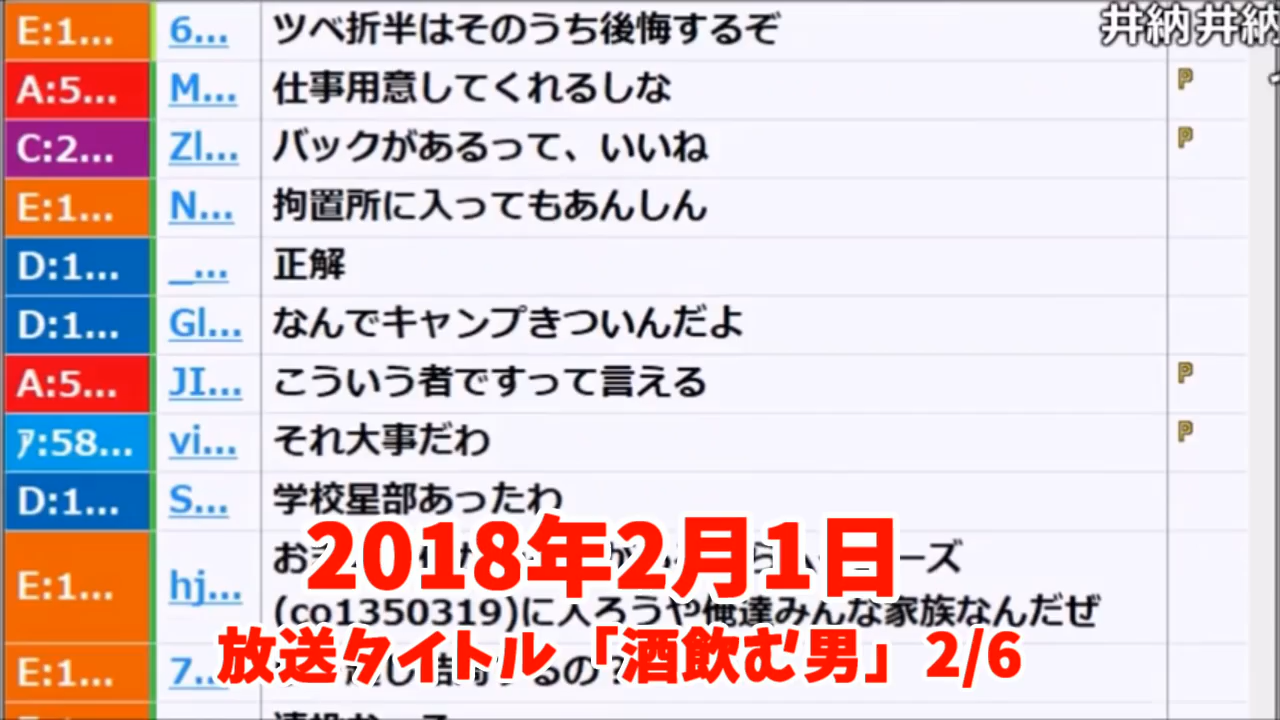 E:1... 6... ツベ折半はそのうち後悔するぞ 井納 井納
A:5... M... 仕事用意してくれるしな P
C:2... Zl... バックがあるって、いいね P
E:1... N... 拘置所に入ってもあんしん
D:1... _... 正解
D:1... Gl... なんでキャンプきついんだよ
A:5... JI... こういう者ですって言える P
ｱ:58... vi... それ大事だわ P
D:1... S... 学校星部あったわ
E:1... hj... お
ーズ
(co1350319)に入ろうや俺達みんな家族なんだぜ
2018年2月1日
E:1... 7... するの？
放送タイトル「酒飲む男」2/6